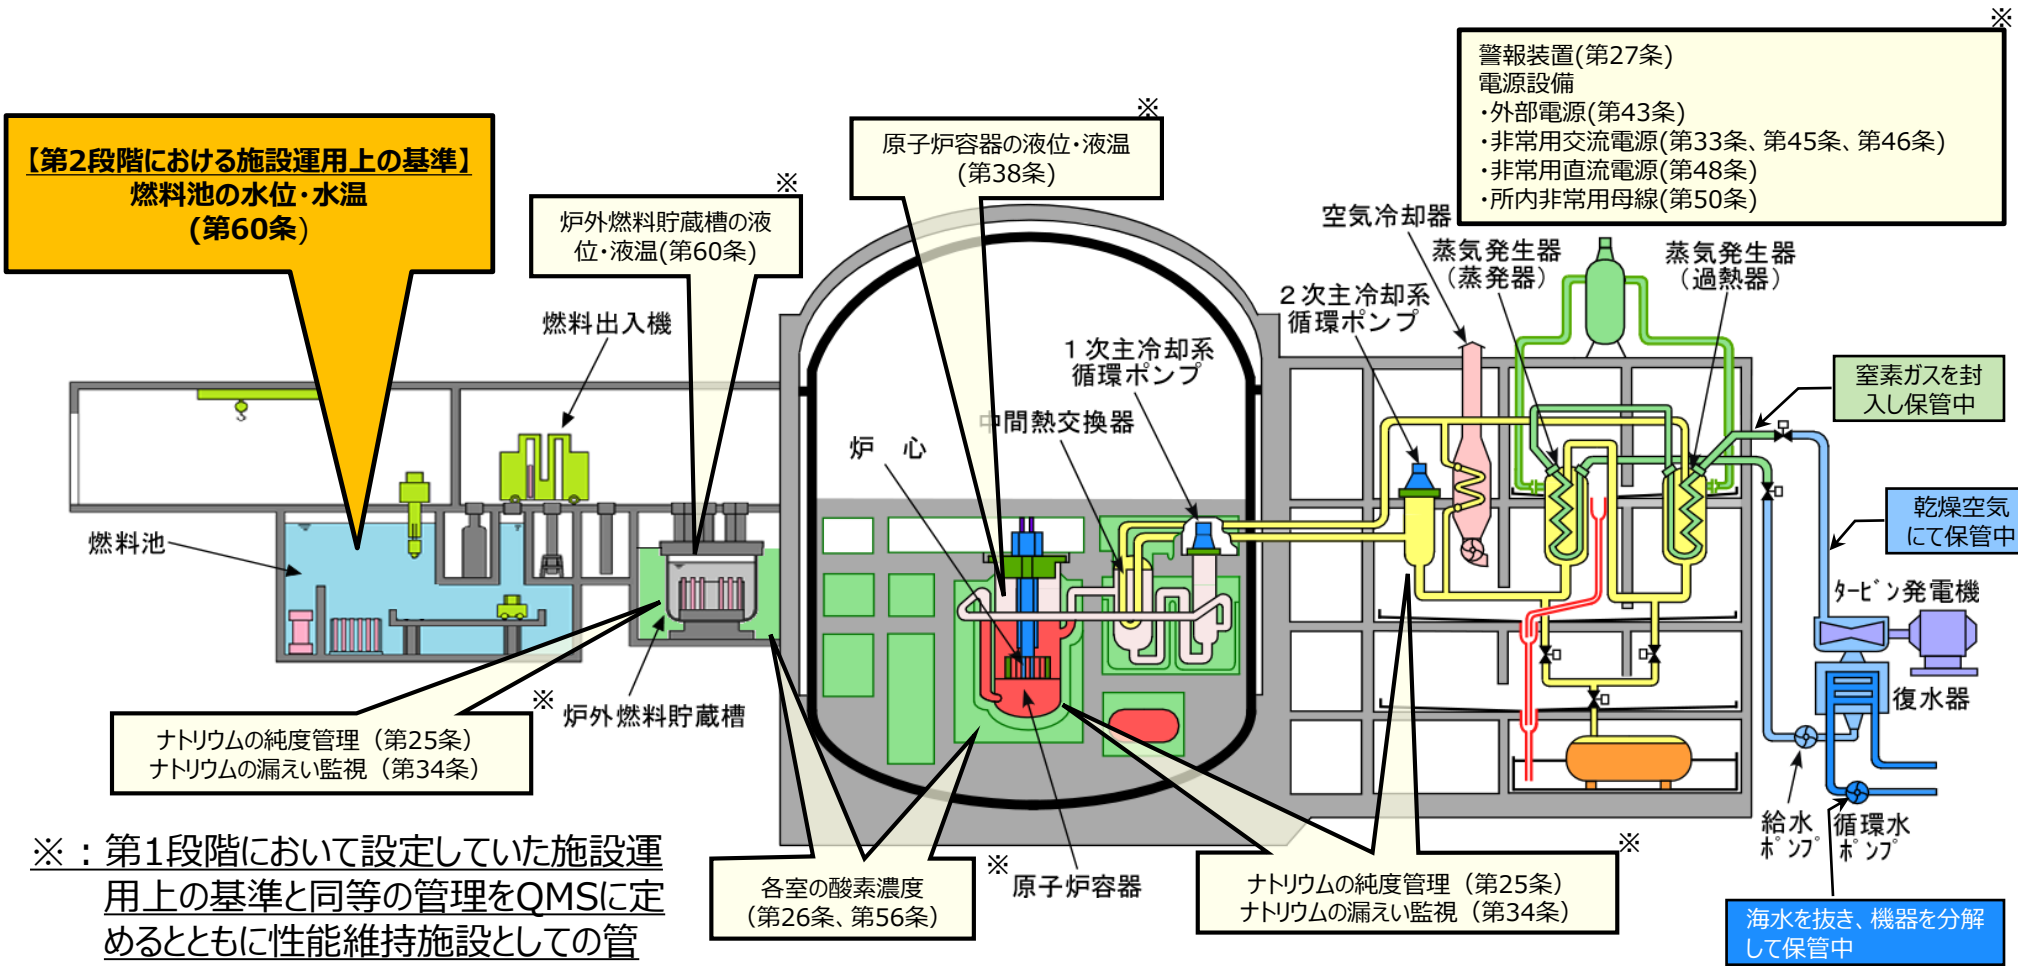 ※
警報装置(第27条)
電源設備
・外部電源(第43条)
・非常用交流電源(第33条、第45条、第46条)
・非常用直流電源(第48条)
・所内非常用母線(第50条)
【第2段階における施設運用上の基準】
燃料池の水位・水温
(第60条)
※
原子炉容器の液位・液温
(第38条)
※
炉外燃料貯蔵槽の液
位・液温(第60条)
空気冷却器
蒸気発生器
(蒸発器)
蒸気発生器
(過熱器)
2次主冷却系
循環ポンプ
燃料出入機
1次主冷却系
循環ポンプ
窒素ガスを封
入し保管中
中間熱交換器
炉 心
燃料池
乾燥空気
にて保管中
タービン発電機
復水器
※
炉外燃料貯蔵槽
ナトリウムの純度管理（第25条）
ナトリウムの漏えい監視（第34条）
給水
ポンプ
循環水
ポンプ
※：第1段階において設定していた施設運
用上の基準と同等の管理をQMSに定
めるとともに性能維持施設としての管
各室の酸素濃度
（第26条、第56条）
※
原子炉容器
※
ナトリウムの純度管理（第25条）
ナトリウムの漏えい監視（第34条）
海水を抜き、機器を分解
して保管中